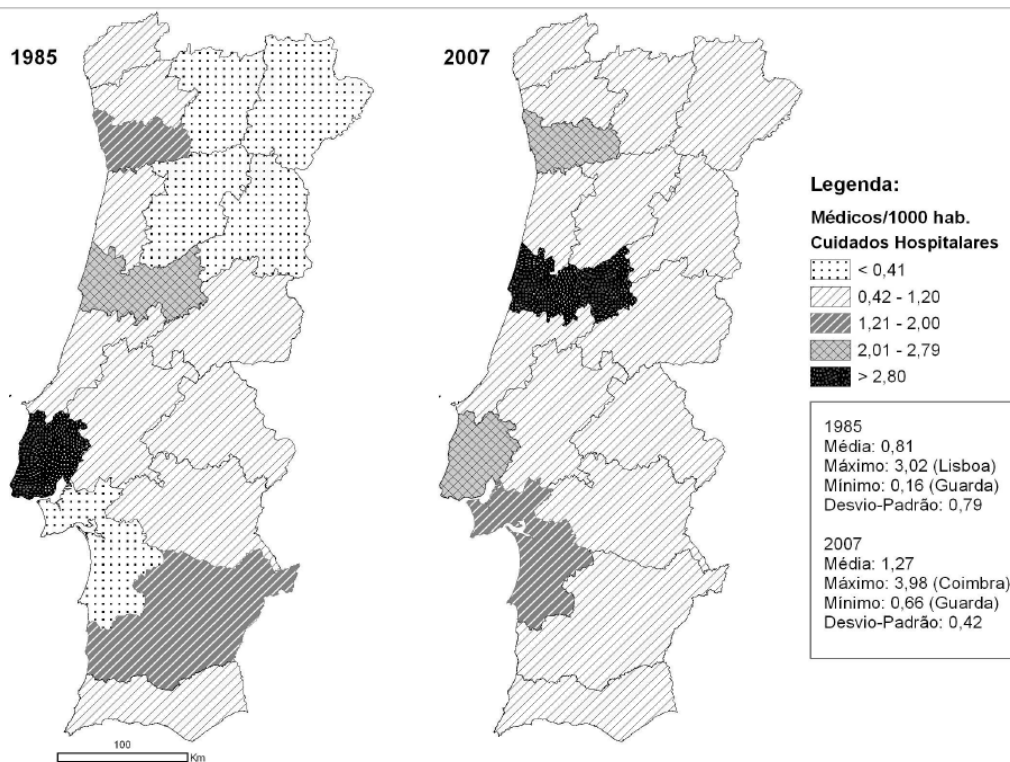 1985
2007
Legenda:
Médicos/1000 hab.
Cuidados Hospitalares
< 0,41
0,42 - 1,20
1,21 - 2,00
2,01 - 2,79
> 2,80
1985
Média: 0,81
Máximo: 3,02 (Lisboa)
Mínimo: 0,16 (Guarda)
Desvio-Padrão: 0,79
2007
Média: 1,27
Máximo: 3,98 (Coimbra)
Mínimo: 0,66 (Guarda)
Desvio-Padrão: 0,42
100
Km